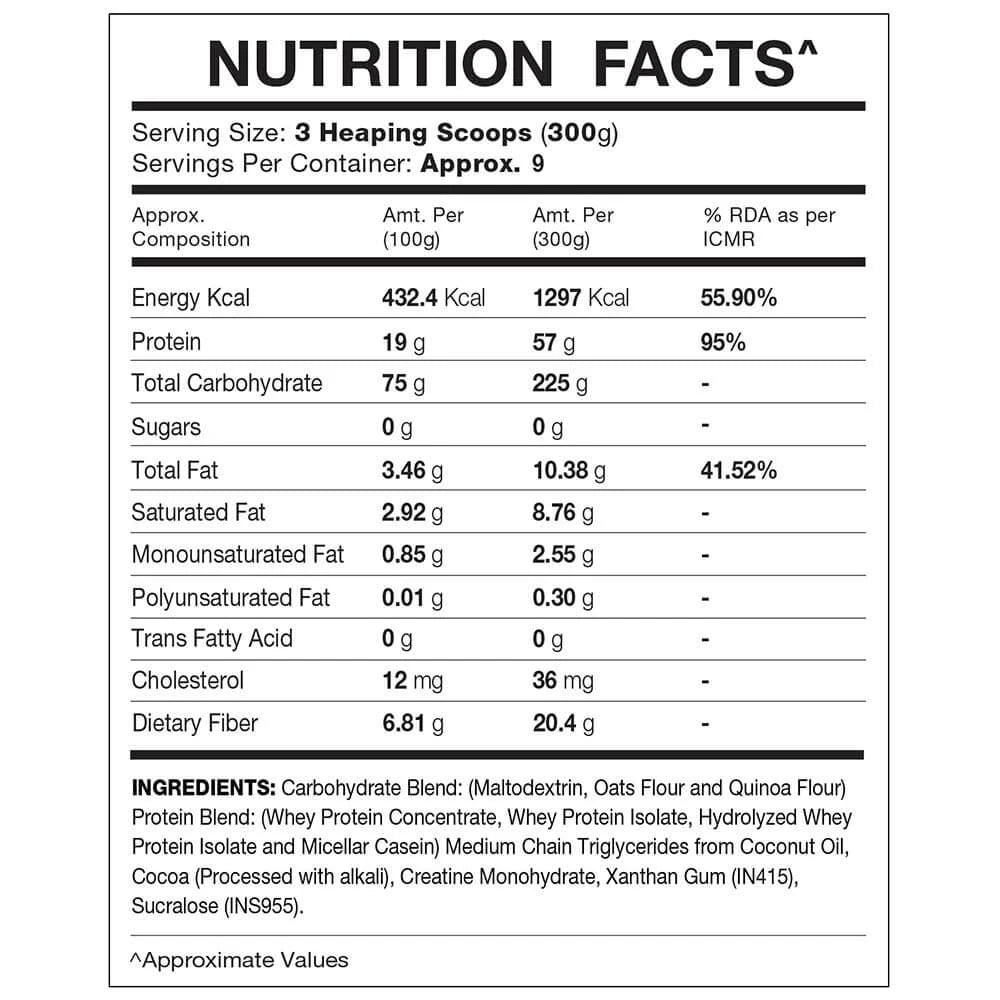 NUTRITION FACTS^
Serving Size: 3 Heaping Scoops (300g)
Servings Per Container: Approx. 9
Approx. Composition Amt. Per (100g) Amt. Per (300g) % RDA as per ICMR
Energy Kcal 432.4 Kcal 1297 Kcal 55.90%
Protein 19 g 57 g 95%
Total Carbohydrate 75 g 225 g -
Sugars 0 g 0 g -
Total Fat 3.46 g 10.38 g 41.52%
Saturated Fat 2.92 g 8.76 g -
Monounsaturated Fat 0.85 g 2.55 g -
Polyunsaturated Fat 0.01 g 0.30 g -
Trans Fatty Acid 0 g 0 g -
Cholesterol 12 mg 36 mg -
Dietary Fiber 6.81 g 20.4 g -
INGREDIENTS: Carbohydrate Blend: (Maltodextrin, Oats Flour and Quinoa Flour)
Protein Blend: (Whey Protein Concentrate, Whey Protein Isolate, Hydrolyzed Whey
Protein Isolate and Micellar Casein) Medium Chain Triglycerides from Coconut Oil,
Cocoa (Processed with alkali), Creatine Monohydrate, Xanthan Gum (IN415),
Sucralose (INS955).
^Approximate Values